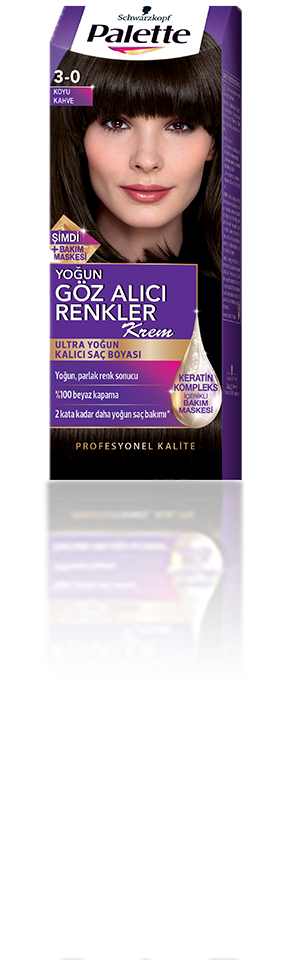 Schwarzkopf
Palette
3-0
KOYU
KAHVE
ŞİMDİ
+BAKIM
MASKESİ
YOĞUN
GÖZ ALICI
RENKLER
Krem
ULTRA YOĞUN
KALICI SAÇ BOYASI
Yoğun, parlak renk sonucu
%100 beyaz kapama
2 kata kadar daha yoğun saç bakımı*
KERATİN
KOMPLEKS
İÇERİKLİ
BAKIM
MASKESİ
PROFESYONEL KALİTE